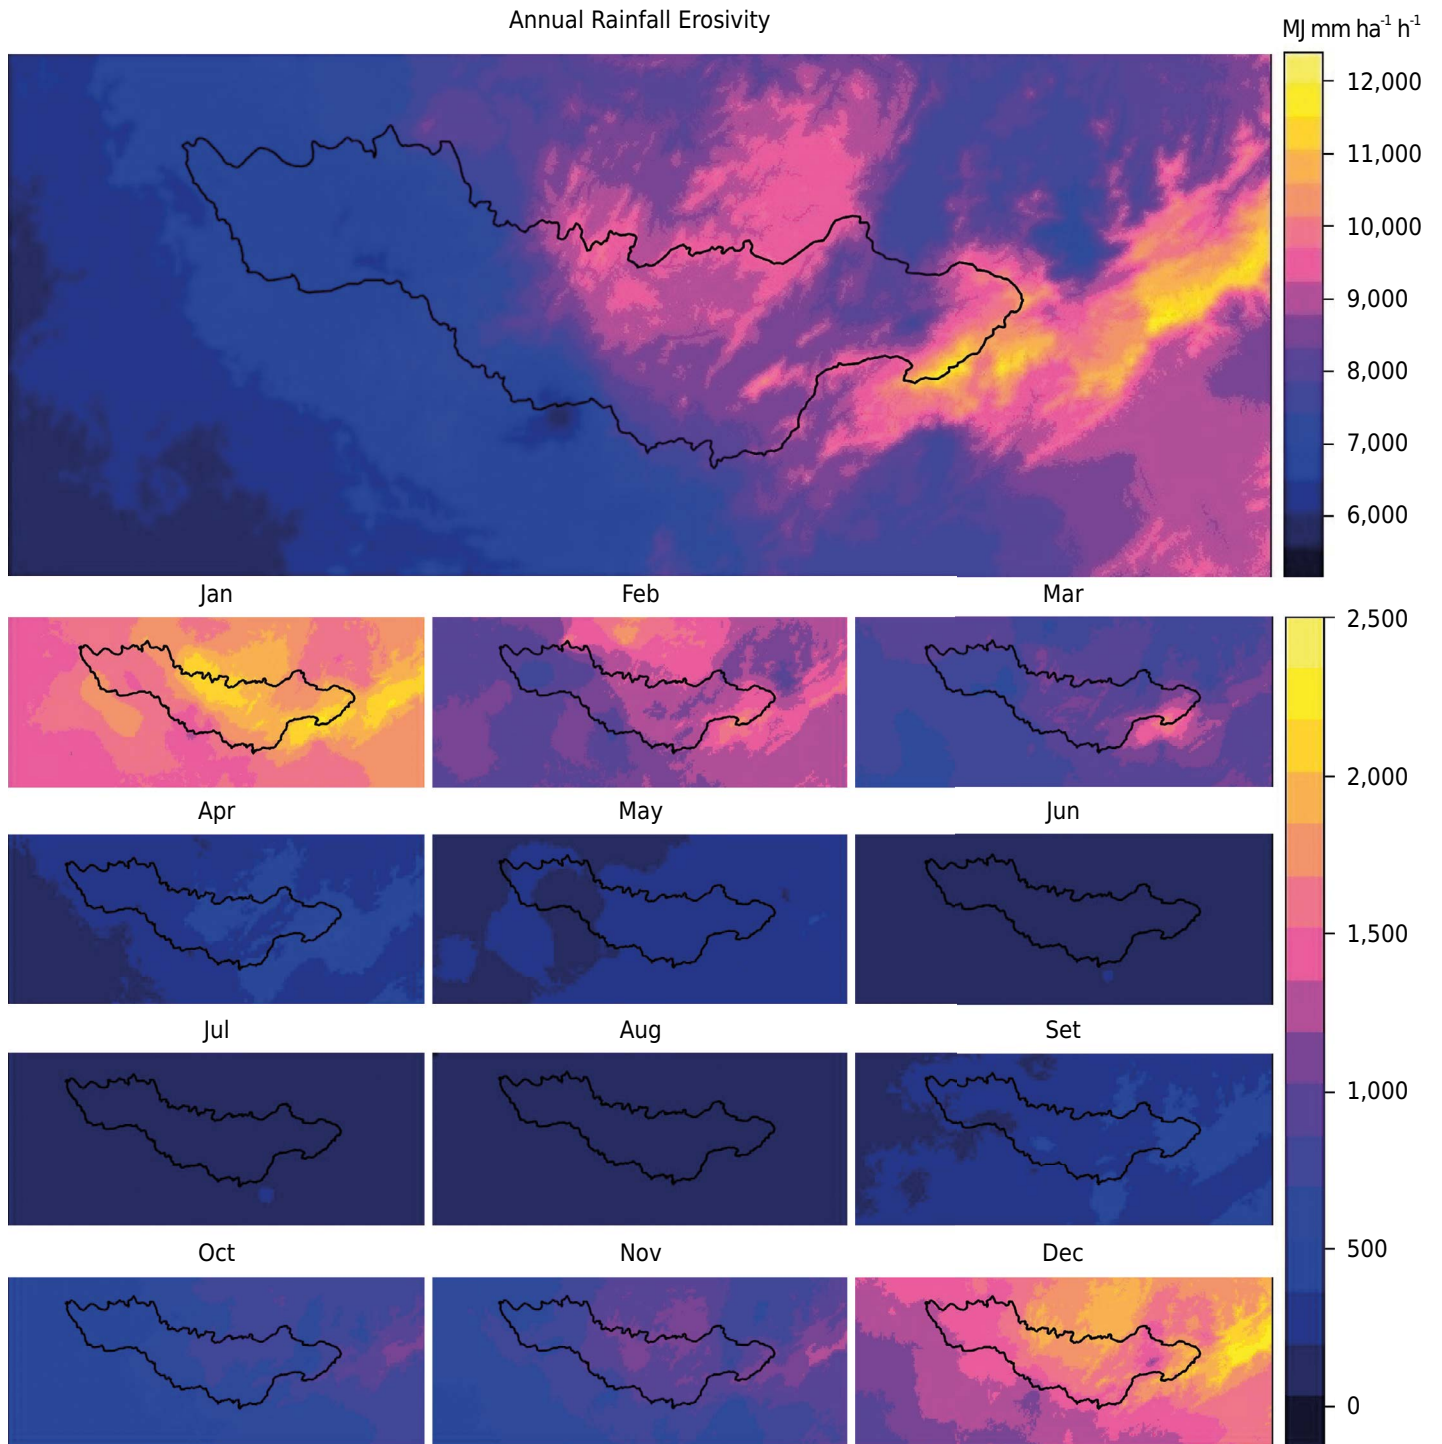 Annual Rainfall Erosivity
MJ mm ha⁻¹ h⁻¹
12,000
11,000
10,000
9,000
8,000
7,000
6,000
Jan Feb Mar
2,500
2,000
Apr May Jun
1,500
Jul Aug Set
1,000
500
Oct Nov Dec
0